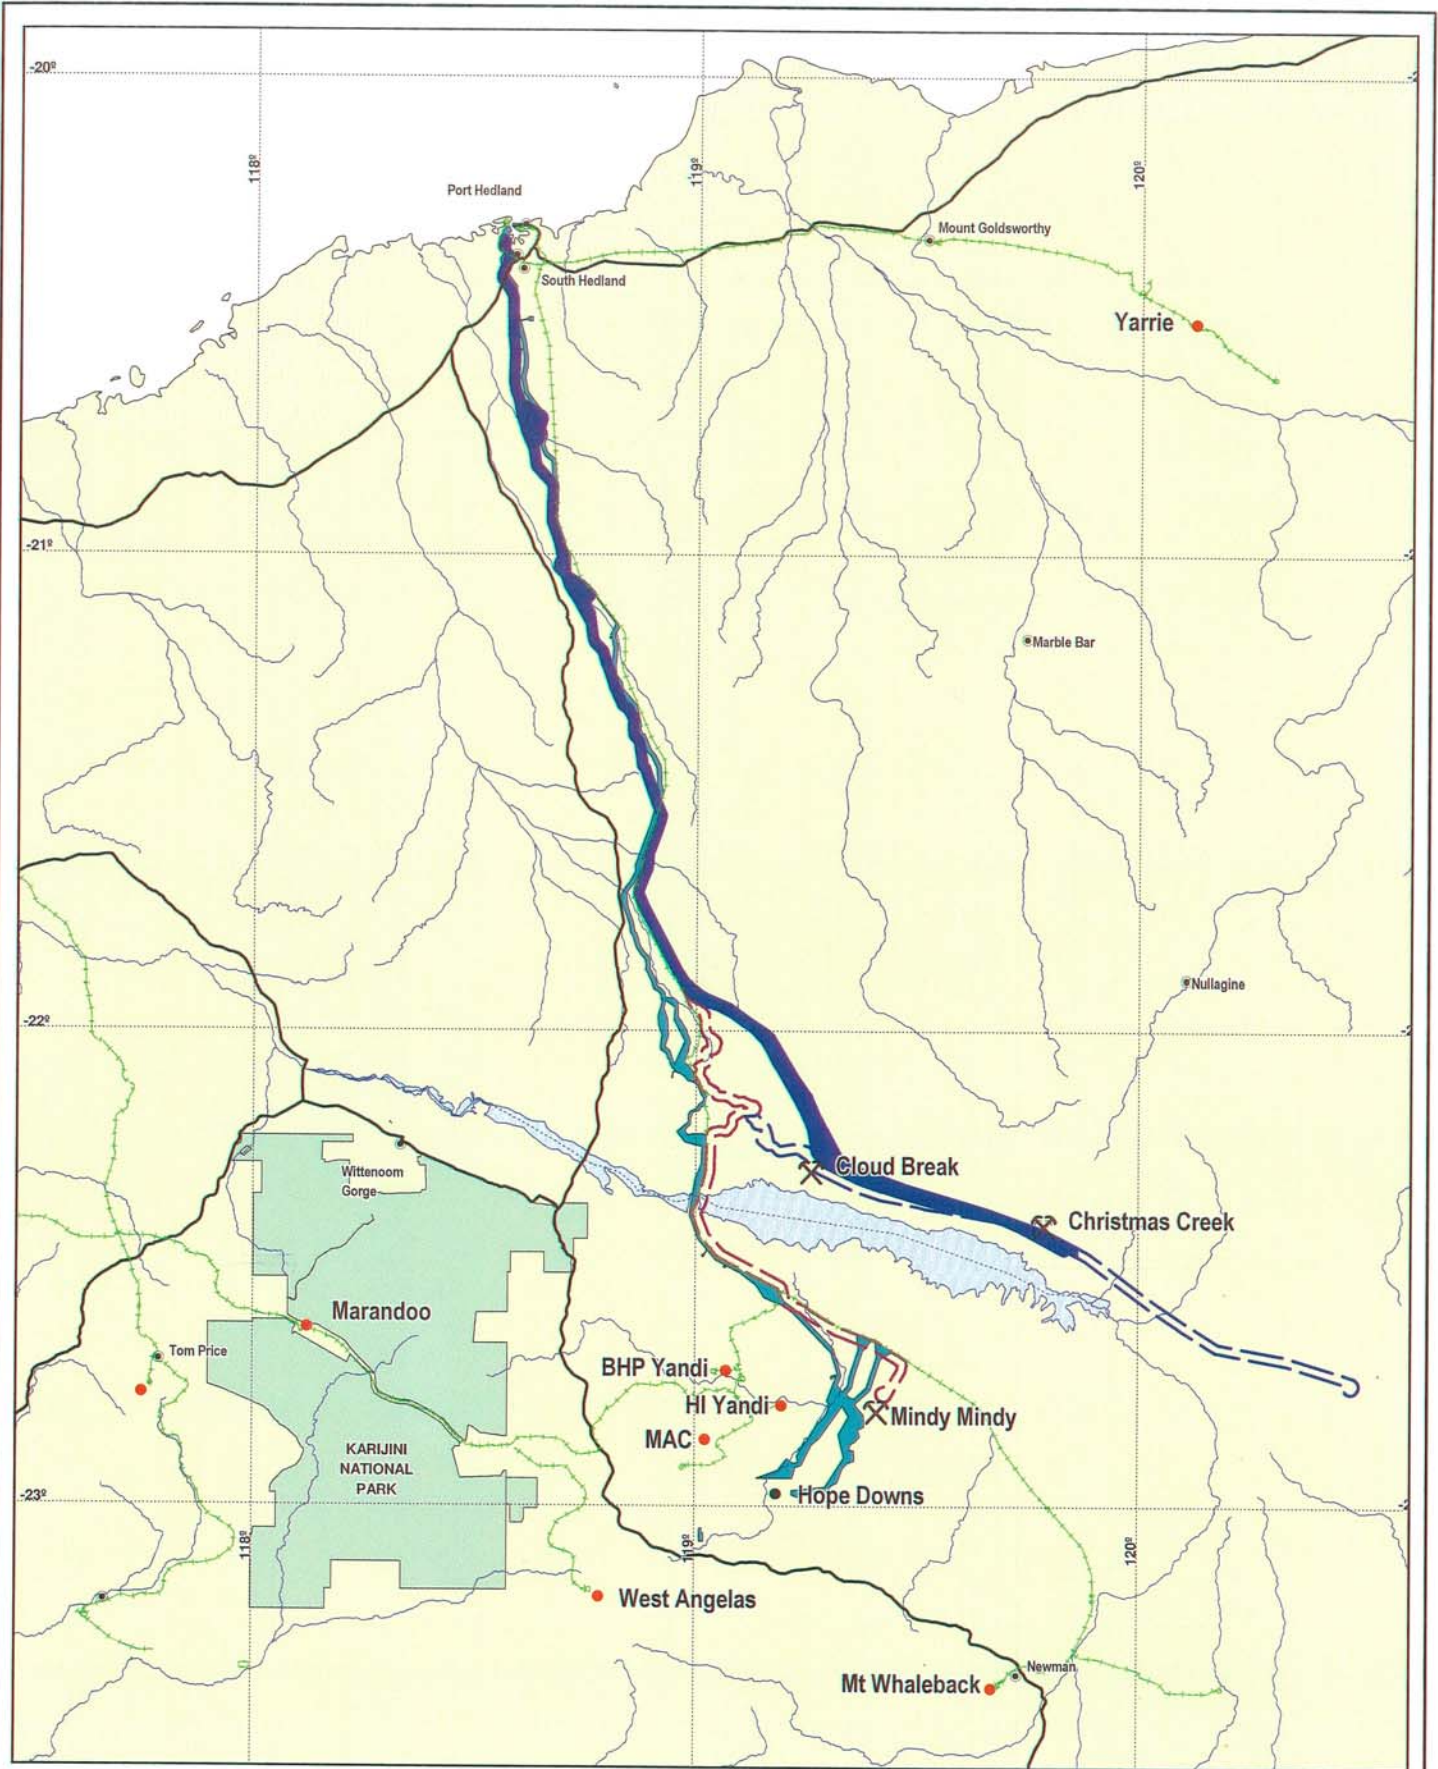 -20º
118º
119º
120º
Port Hedland
Mount Goldsworthy
South Hedland
Yarrie
-21º
Marble Bar
Nullagine
-22º
Cloud Break
Wittenoom
Gorge
Christmas Creek
Marandoo
Tom Price
BHP Yandi
HI Yandi
Mindy Mindy
MAC
KARIJINI
NATIONAL
PARK
-23º
Hope Downs
118º
119º
120º
West Angelas
Newman
Mt Whaleback